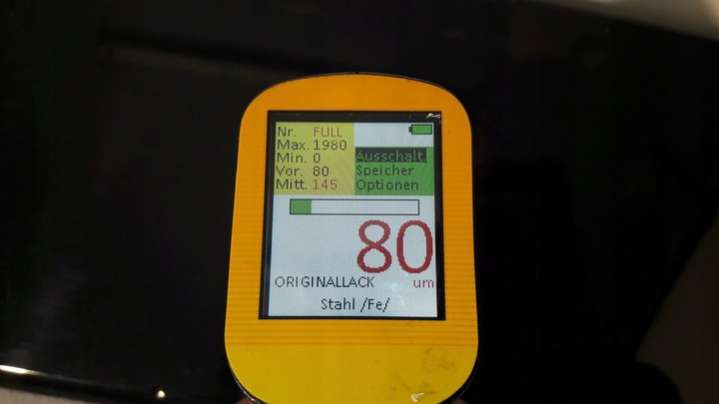 Nr. FULL
Max. 1980
Min. 0
Vor. 80
Mitt. 145
Ausschalt.
Speicher
Optionen
80
ORIGINALLACK um
Stahl /Fe/